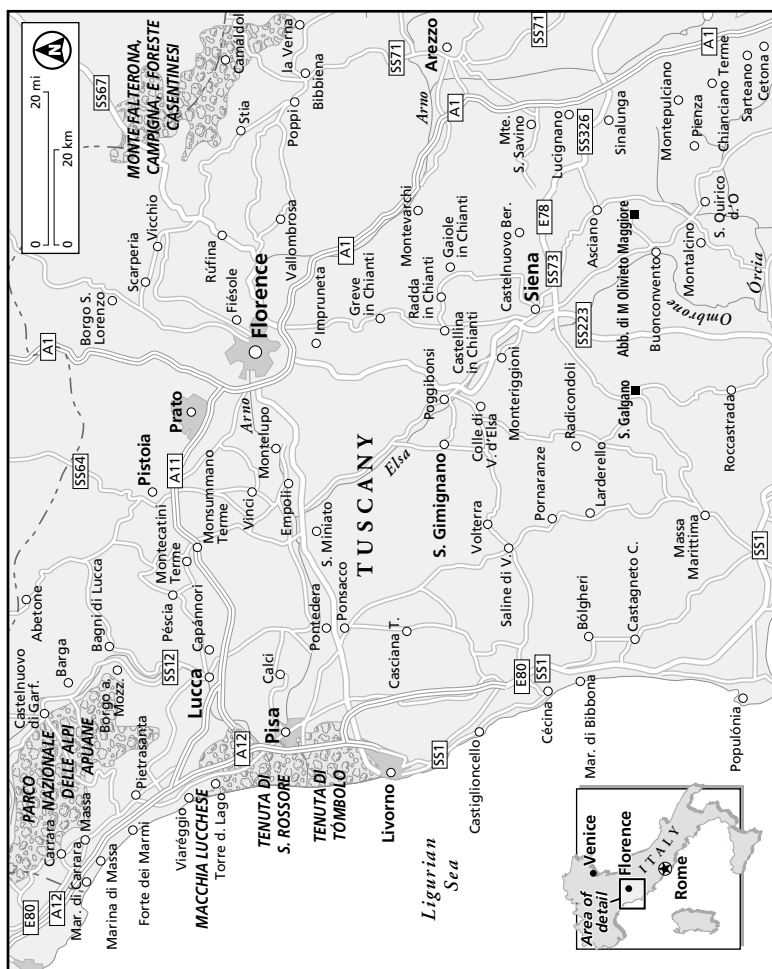 E80
A12
Carrara
Mar. di Carrara
Massa
Marina di Massa
Forte dei Marmi
PARCO
NAZIONALE
DELLE ALPI
APUANE
Castelnuovo
di Garf.
Barga
Borgo a.
Mozz.
Pietrasanta
Abetone
Bagni di Lucca
SS12
Péscia
Montecatini
Terme
Monsummano
Terme
SS64
Pistoia
A11
Prato
A1
Borgo S.
Lorenzo
Scarperia
Vicchio
SS67
MONTE FALTERONA,
CAMPIGNA, E FORESTE
CASENTINESI
0
20 mi
0
20 km
N
Camaldoli
la Verna
Bibbiena
Poppi
Stia
Rúfina
Fiésole
Florence
Vallombrosa
Viaréggio
MACCHIA LUCCHESE
Torre d. Lago
Lucca
Capánnori
A12
Pisa
Calci
TENUTA DI
S. ROSSORE
TENUTA DI
TÓMBOLO
Livorno
Pontedera
Ponsacco
Vinci
Empoli
Montelupo
Arno
S. Miniato
TUSCANY
Elsa
Impruneta
A1
Greve
in Chianti
Montevarchi
Radda
in Chianti
Gaiole
in Chianti
Castellina
in Chianti
Arno
A1
SS71
Arezzo
SS71
A1
Casciana T.
S. Gimignano
Poggibonsi
Colle di
V. d'Elsa
Volterra
Saline di V.
Monteriggioni
Castelnuovo Ber.
Siena
Mte.
S. Savino
Lucignano
SS326
Sinalunga
E78
SS73
Asciano
SS223
Ligurian
Sea
SS1
Castiglioncello
E80
SS1
Cécina
Mar. di Bibbona
Bólgheri
Castagneto C.
Pornaranze
Larderello
Radicondoli
S. Galgano
Abb. di M Olivieto Maggiore
Buonconvento
Ombrone
Montalcino
S. Quirico
d.'O
Orcia
Montepulciano
Pienza
Chianciano Terme
Sarteano
Cetona
Massa
Marittima
Roccastrada
SS1
Populónia
Area of
detail
Venice
Florence
ITALY
Rome